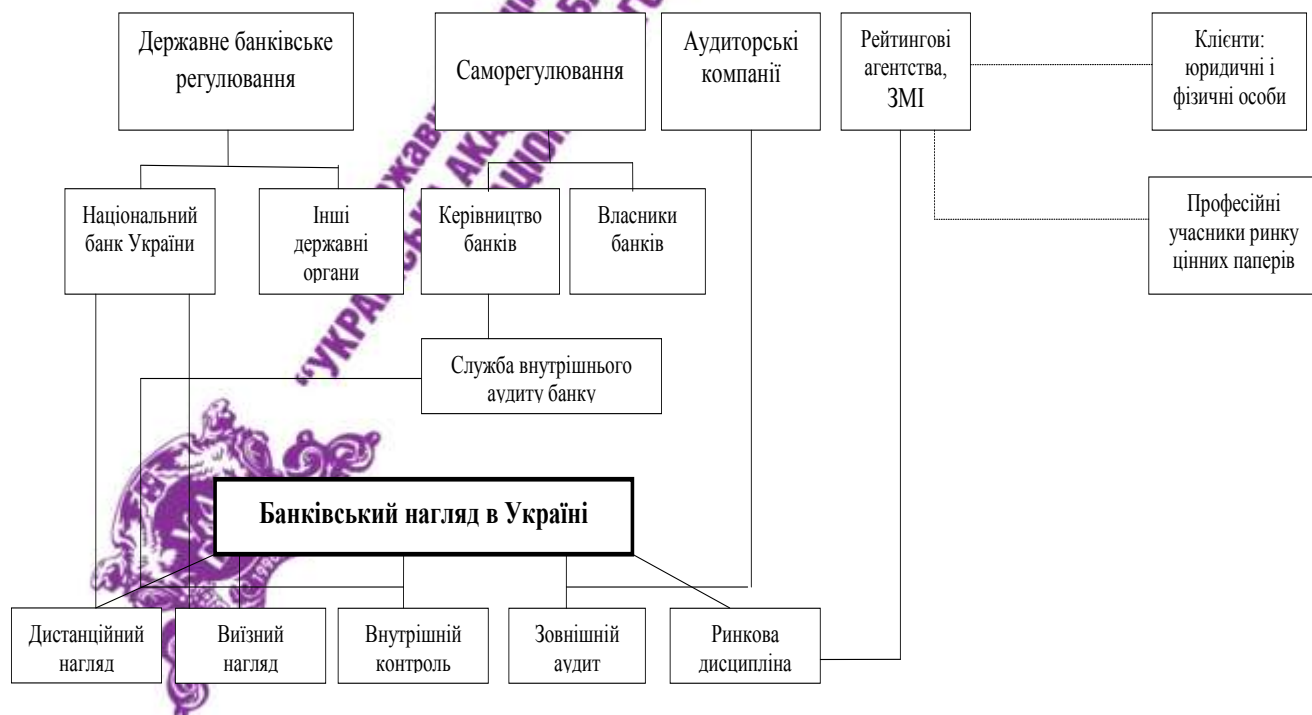 Державне банківське
регулювання
Саморегулювання
Аудиторські
компанії
Рейтингові
агентства,
ЗМІ
Клієнти:
юридичні і
фізичні особи
Національний
банк України
Інші
державні
органи
Керівництво
банків
Власники
банків
Професійні
учасники ринку
цінних паперів
Служба внутрішнього
аудиту банку
Банківський нагляд в Україні
Дистанційний
нагляд
Виїзний
нагляд
Внутрішній
контроль
Зовнішній
аудит
Ринкова
дисципліна